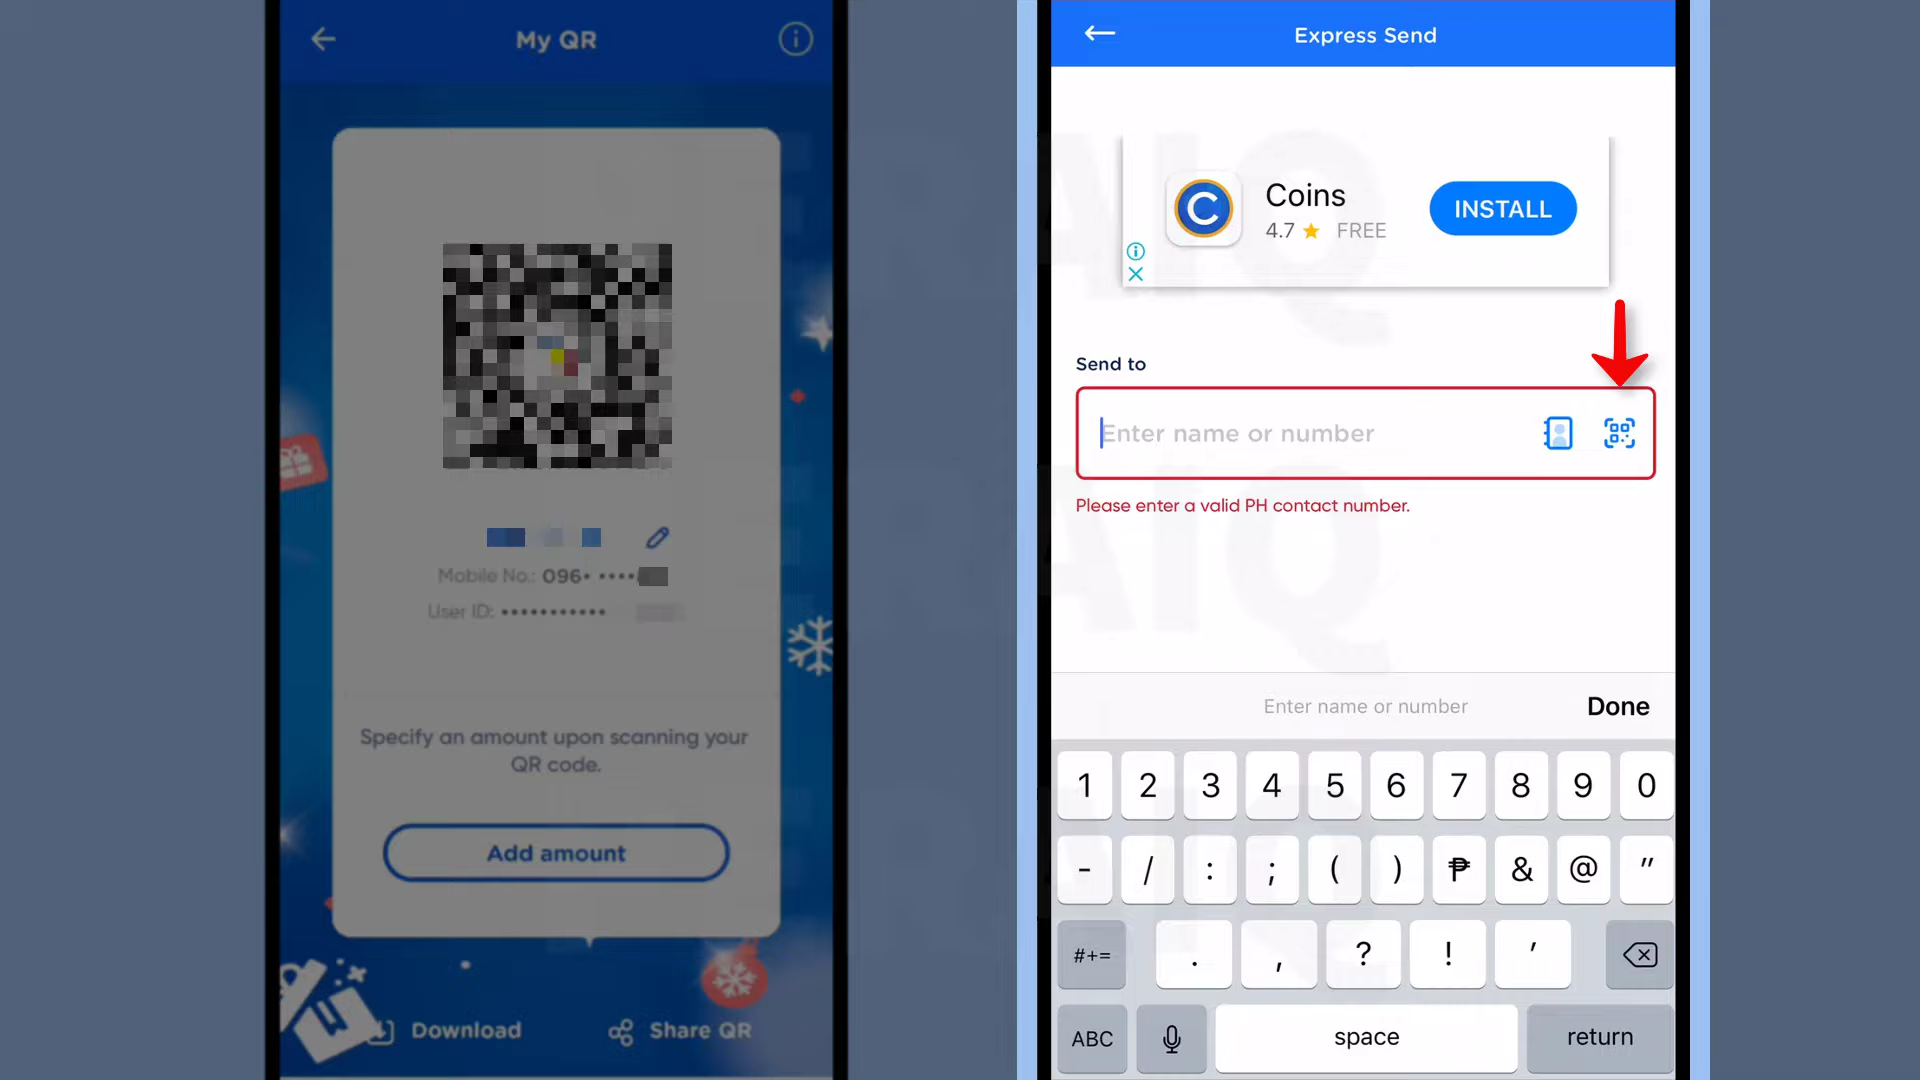 My QR
Mobile No.: 096• ••••
User ID: •••••••••••
Specify an amount upon scanning your
QR code.
Add amount
Download
Share QR
Express Send
Coins
4.7 ★ FREE
INSTALL
Send to
Enter name or number
Please enter a valid PH contact number.
Enter name or number
Done
1 2 3 4 5 6 7 8 9 0
- / : ; ( ) ₱ & @ "
#+= . , ? ! '
ABC space return